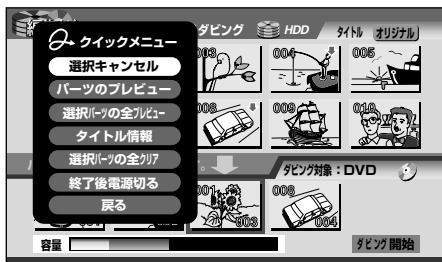 ダビング HDD タイトル オリジナル
クイックメニュー
選択キャンセル
パーツのプレビュー
選択パーツの全プレビュー
タイトル情報
選択パーツの全クリア
終了後電源切る
戻る
003
004
005
008
009
010
。
ダビング対象：DVD
001
003
008
004
容量
ダビング開始